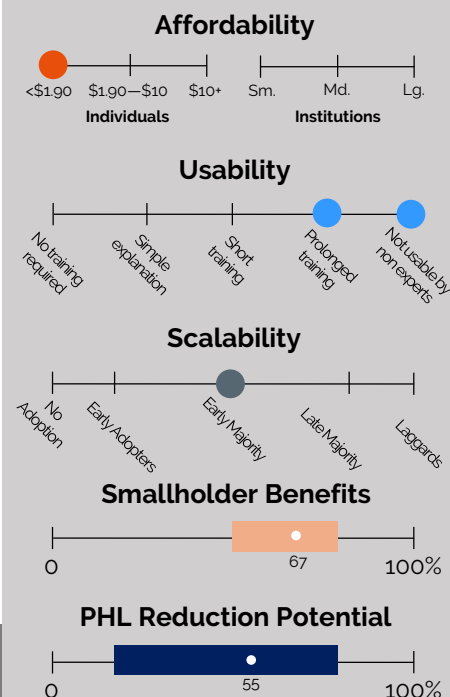 Affordability
<$1.90 $1.90—$10 $10+ Sm. Md. Lg.
Individuals Institutions
Usability
No training
required
Simple
explanation
Short
training
Prolonged
training
Not usable by
non experts
Scalability
No
Adoption
Early Adopters
Early Majority
Late Majority
Laggards
Smallholder Benefits
67
0 100%
PHL Reduction Potential
55
0 100%